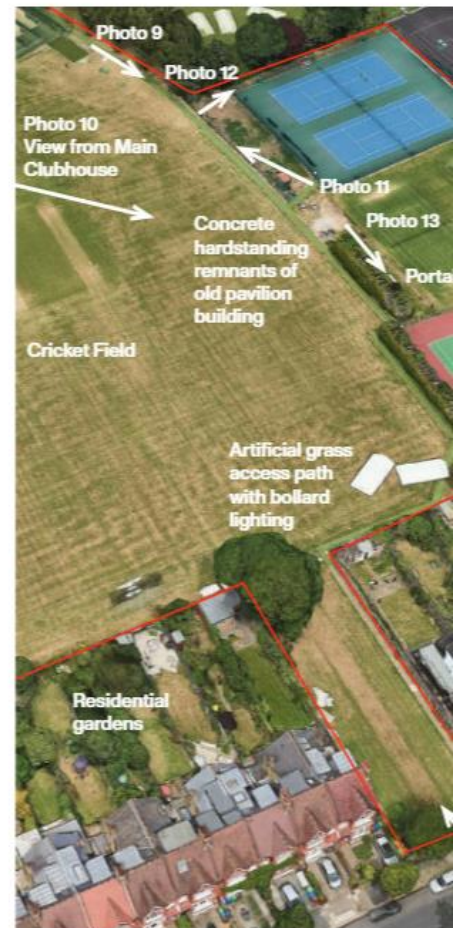 Photo 9
Photo 12
Photo 10
View from Main
Clubhouse
Photo 11
Photo 13
Concrete
hardstanding
remnants of
old pavilion
building
Porta
Cricket Field
Artificial grass
access path
with bollard
lighting
Residential
gardens